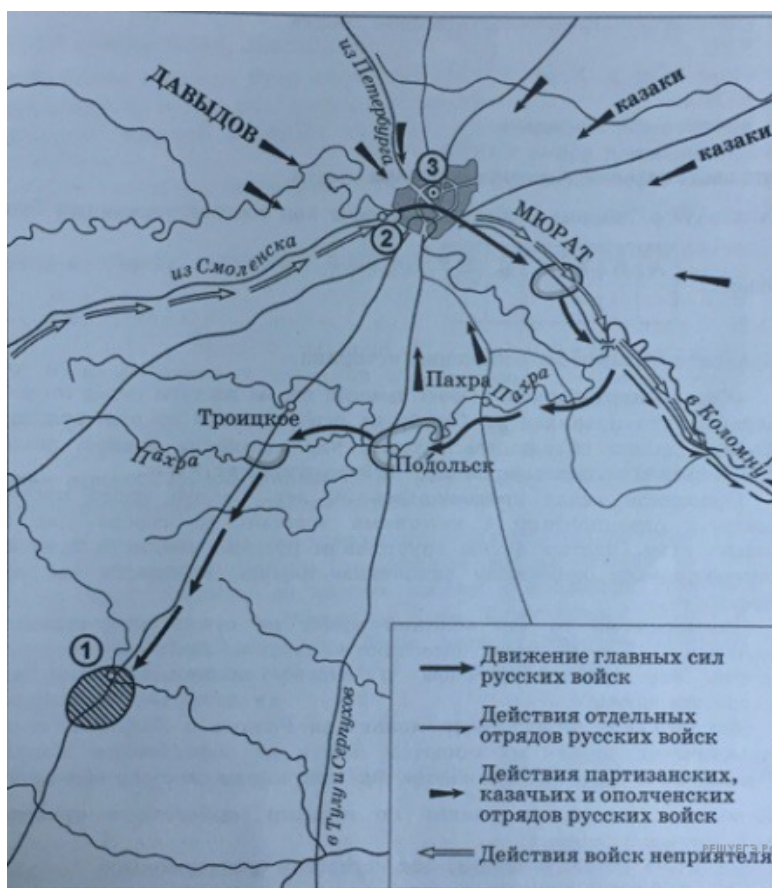 из Петербурга
ДАВЫДОВ
казаки
казаки
3
МЮРАТ
2
из Смоленска
Пахра
Пахра
в Коломну
Троицкое
Пахра
Подольск
1
в Тулу и Серпухов
Движение главных сил
русских войск
Действия отдельных
отрядов русских войск
Действия партизанских,
казачьих и ополченских
отрядов русских войск
Действия войск неприятеля
РЕШУЕГЭ.РФ